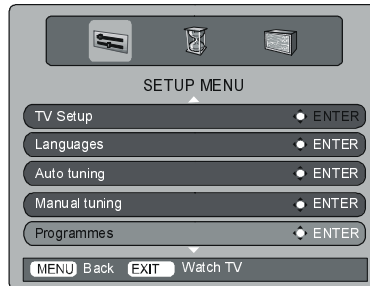 SETUP MENU
TV Setup ENTER
Languages ENTER
Auto tuning ENTER
Manual tuning ENTER
Programmes ENTER
MENU Back EXIT Watch TV